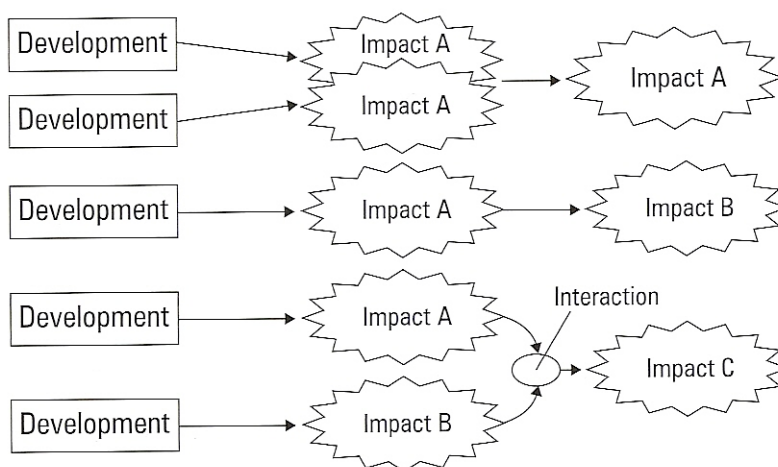 Development
Impact A
Impact A
Development
Impact A
Development
Impact A
Impact B
Development
Impact A
Interaction
Impact C
Development
Impact B